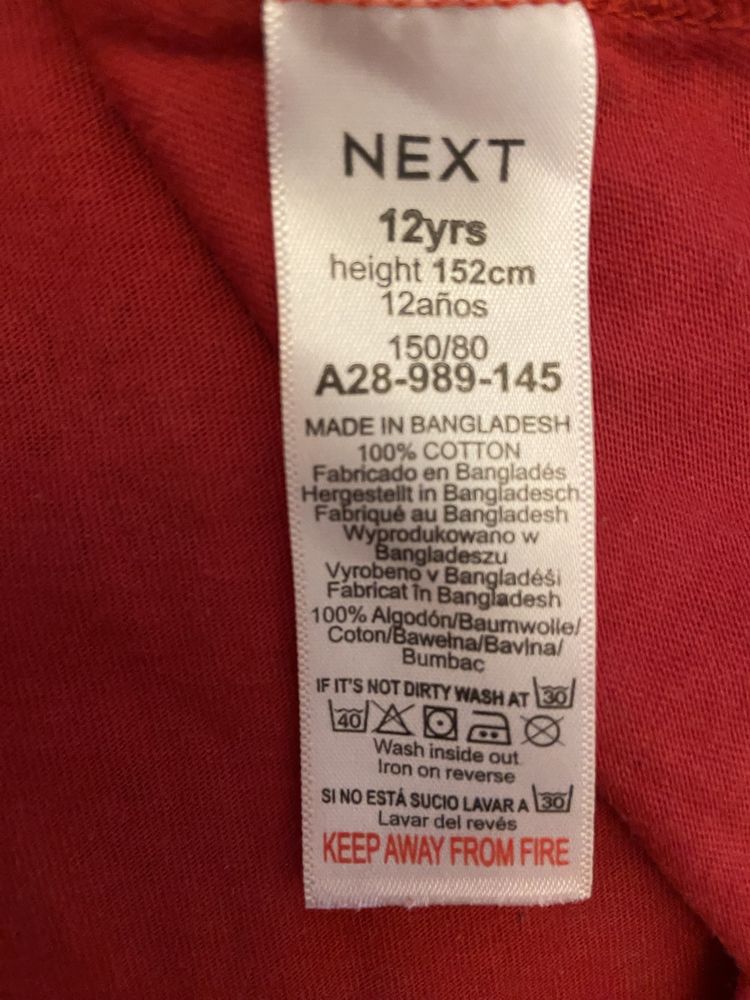 NEXT
12yrs
height 152cm
12años
150/80
A28-989-145
MADE IN BANGLADESH
100% COTTON
Fabricado en Bangladés
Hergestellt in Bangladesch
Fabriqué au Bangladesh
Wyprodukowano w
Bangladeszu
Vyrobeno v Bangladéši
Fabricat în Bangladesh
100% Algodón/Baumwolle/
Coton/Bawełna/Bavlna/
Bumbac
IF IT'S NOT DIRTY WASH AT 30
40
Wash inside out
Iron on reverse
SI NO ESTÁ SUCIO LAVAR A 30
Lavar del revés
KEEP AWAY FROM FIRE